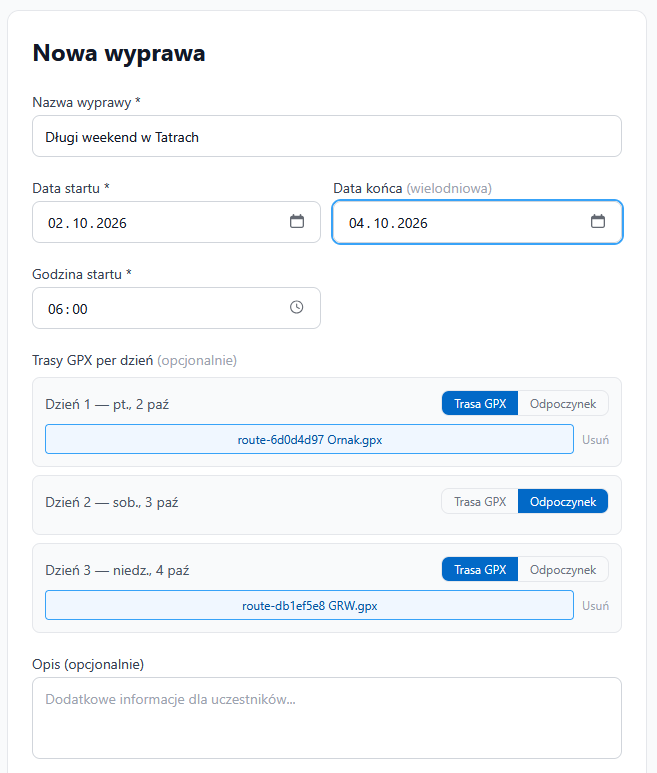 Nowa wyprawa
Nazwa wyprawy *
Długi weekend w Tatrach
Data startu * Data końca (wielodniowa)
02.10.2026 04.10.2026
Godzina startu *
06:00
Trasy GPX per dzień (opcjonalnie)
Dzień 1 — pt., 2 paź Trasa GPX Odpoczynek
route-6d0d4d97 Ornak.gpx Usuń
Dzień 2 — sob., 3 paź Trasa GPX Odpoczynek
Dzień 3 — niedz., 4 paź Trasa GPX Odpoczynek
route-db1ef5e8 GRW.gpx Usuń
Opis (opcjonalnie)
Dodatkowe informacje dla uczestników...